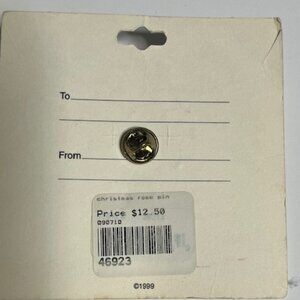 To
From
christmas rose pin
Price $12.50
090710
46923
©1999